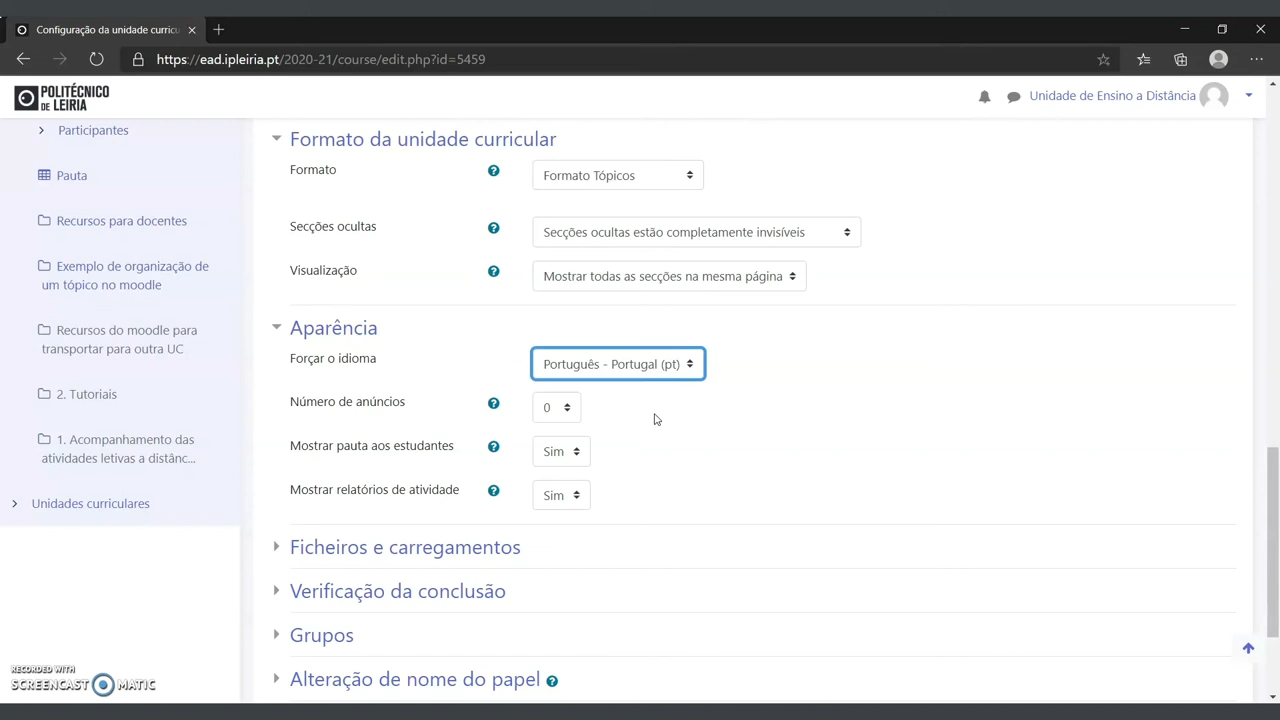 Configuração da unidade curricu
https://ead.ipleiria.pt/2020-21/course/edit.php?id=5459
POLITÉCNICO
DE LEIRIA
Unidade de Ensino a Distância
Participantes
Pauta
Recursos para docentes
Exemplo de organização de
um tópico no moodle
Recursos do moodle para
transportar para outra UC
2. Tutoriais
1. Acompanhamento das
atividades letivas a distânc...
Unidades curriculares
Formato da unidade curricular
Formato
Formato Tópicos
Secções ocultas
Secções ocultas estão completamente invisíveis
Visualização
Mostrar todas as secções na mesma página
Aparência
Forçar o idioma
Português - Portugal (pt)
Número de anúncios
0
Mostrar pauta aos estudantes
Sim
Mostrar relatórios de atividade
Sim
Ficheiros e carregamentos
Verificação da conclusão
Grupos
Alteração de nome do papel
RECORDED WITH
SCREENCAST MATIC